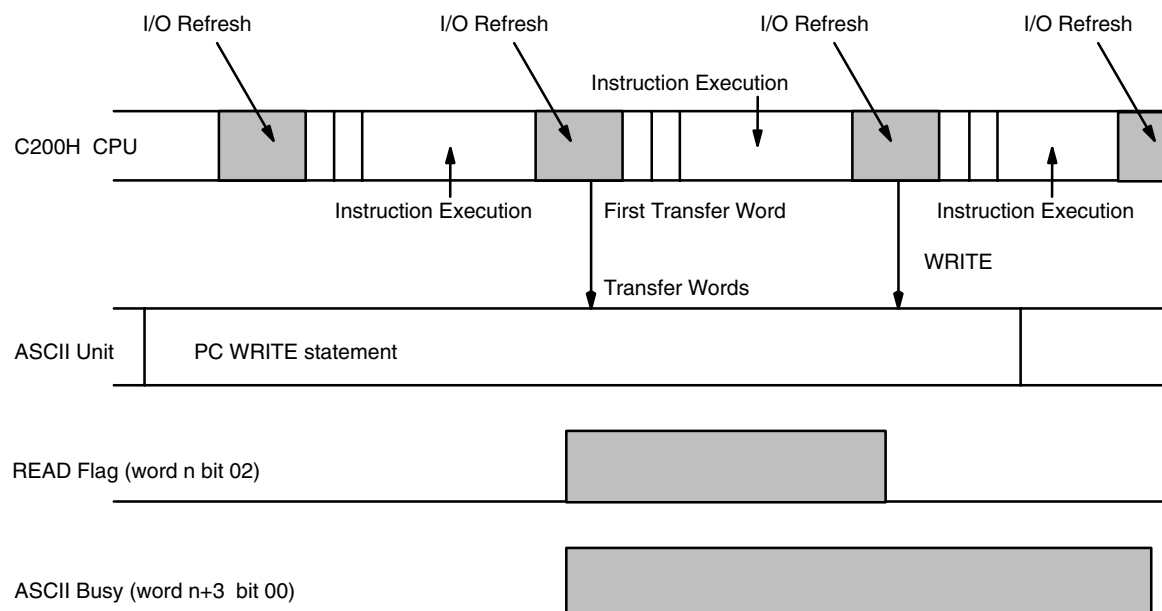 I/O Refresh
I/O Refresh
I/O Refresh
I/O Refresh
Instruction Execution
C200H CPU
Instruction Execution
First Transfer Word
Instruction Execution
WRITE
Transfer Words
ASCII Unit
PC WRITE statement
READ Flag (word n bit 02)
ASCII Busy (word n+3 bit 00)